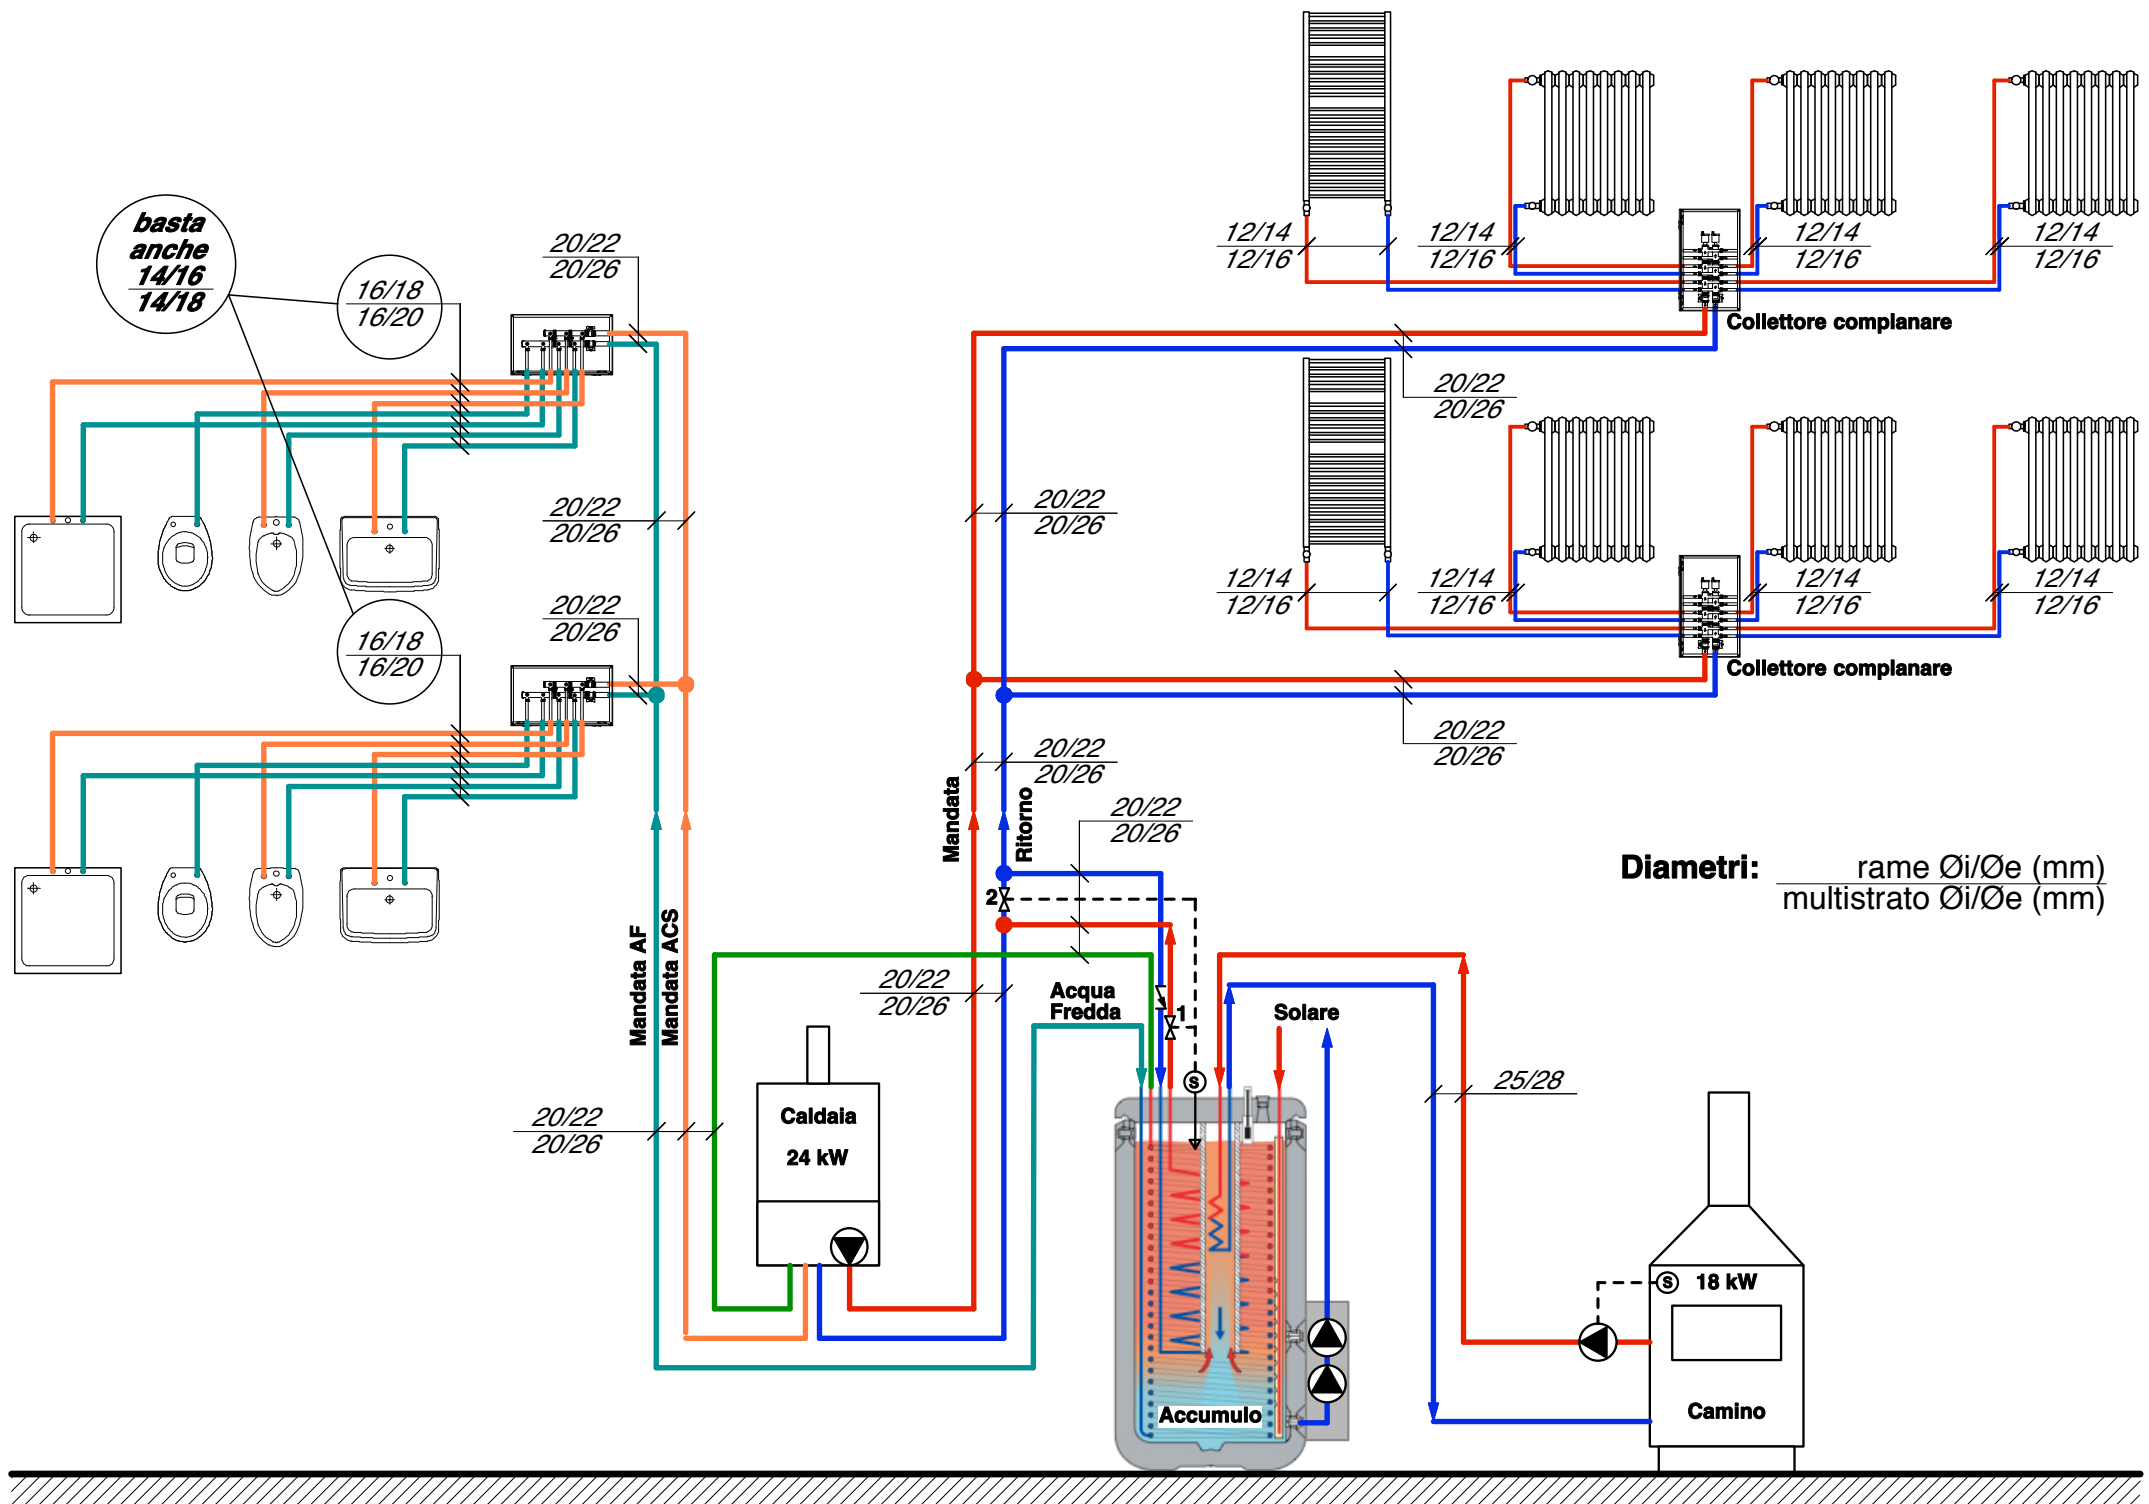 basta
anche
14/16
14/18
16/18
16/20
20/22
20/26
12/14
12/16
12/14
12/16
12/14
12/16
12/14
12/16
Collettore complanare
20/22
20/26
20/22
20/26
20/22
20/26
12/14
12/16
12/14
12/16
12/14
12/16
12/14
12/16
Collettore complanare
16/18
16/20
20/22
20/26
20/22
20/26
20/22
20/26
Mandata
Ritorno
20/22
20/26
Diametri:
rame Øi/Øe (mm)
multistrato Øi/Øe (mm)
2
Mandata AF
Mandata ACS
20/22
20/26
Acqua
Fredda
1
Solare
S
20/22
20/26
Caldaia
24 kW
25/28
S
18 kW
Camino
Accumulo